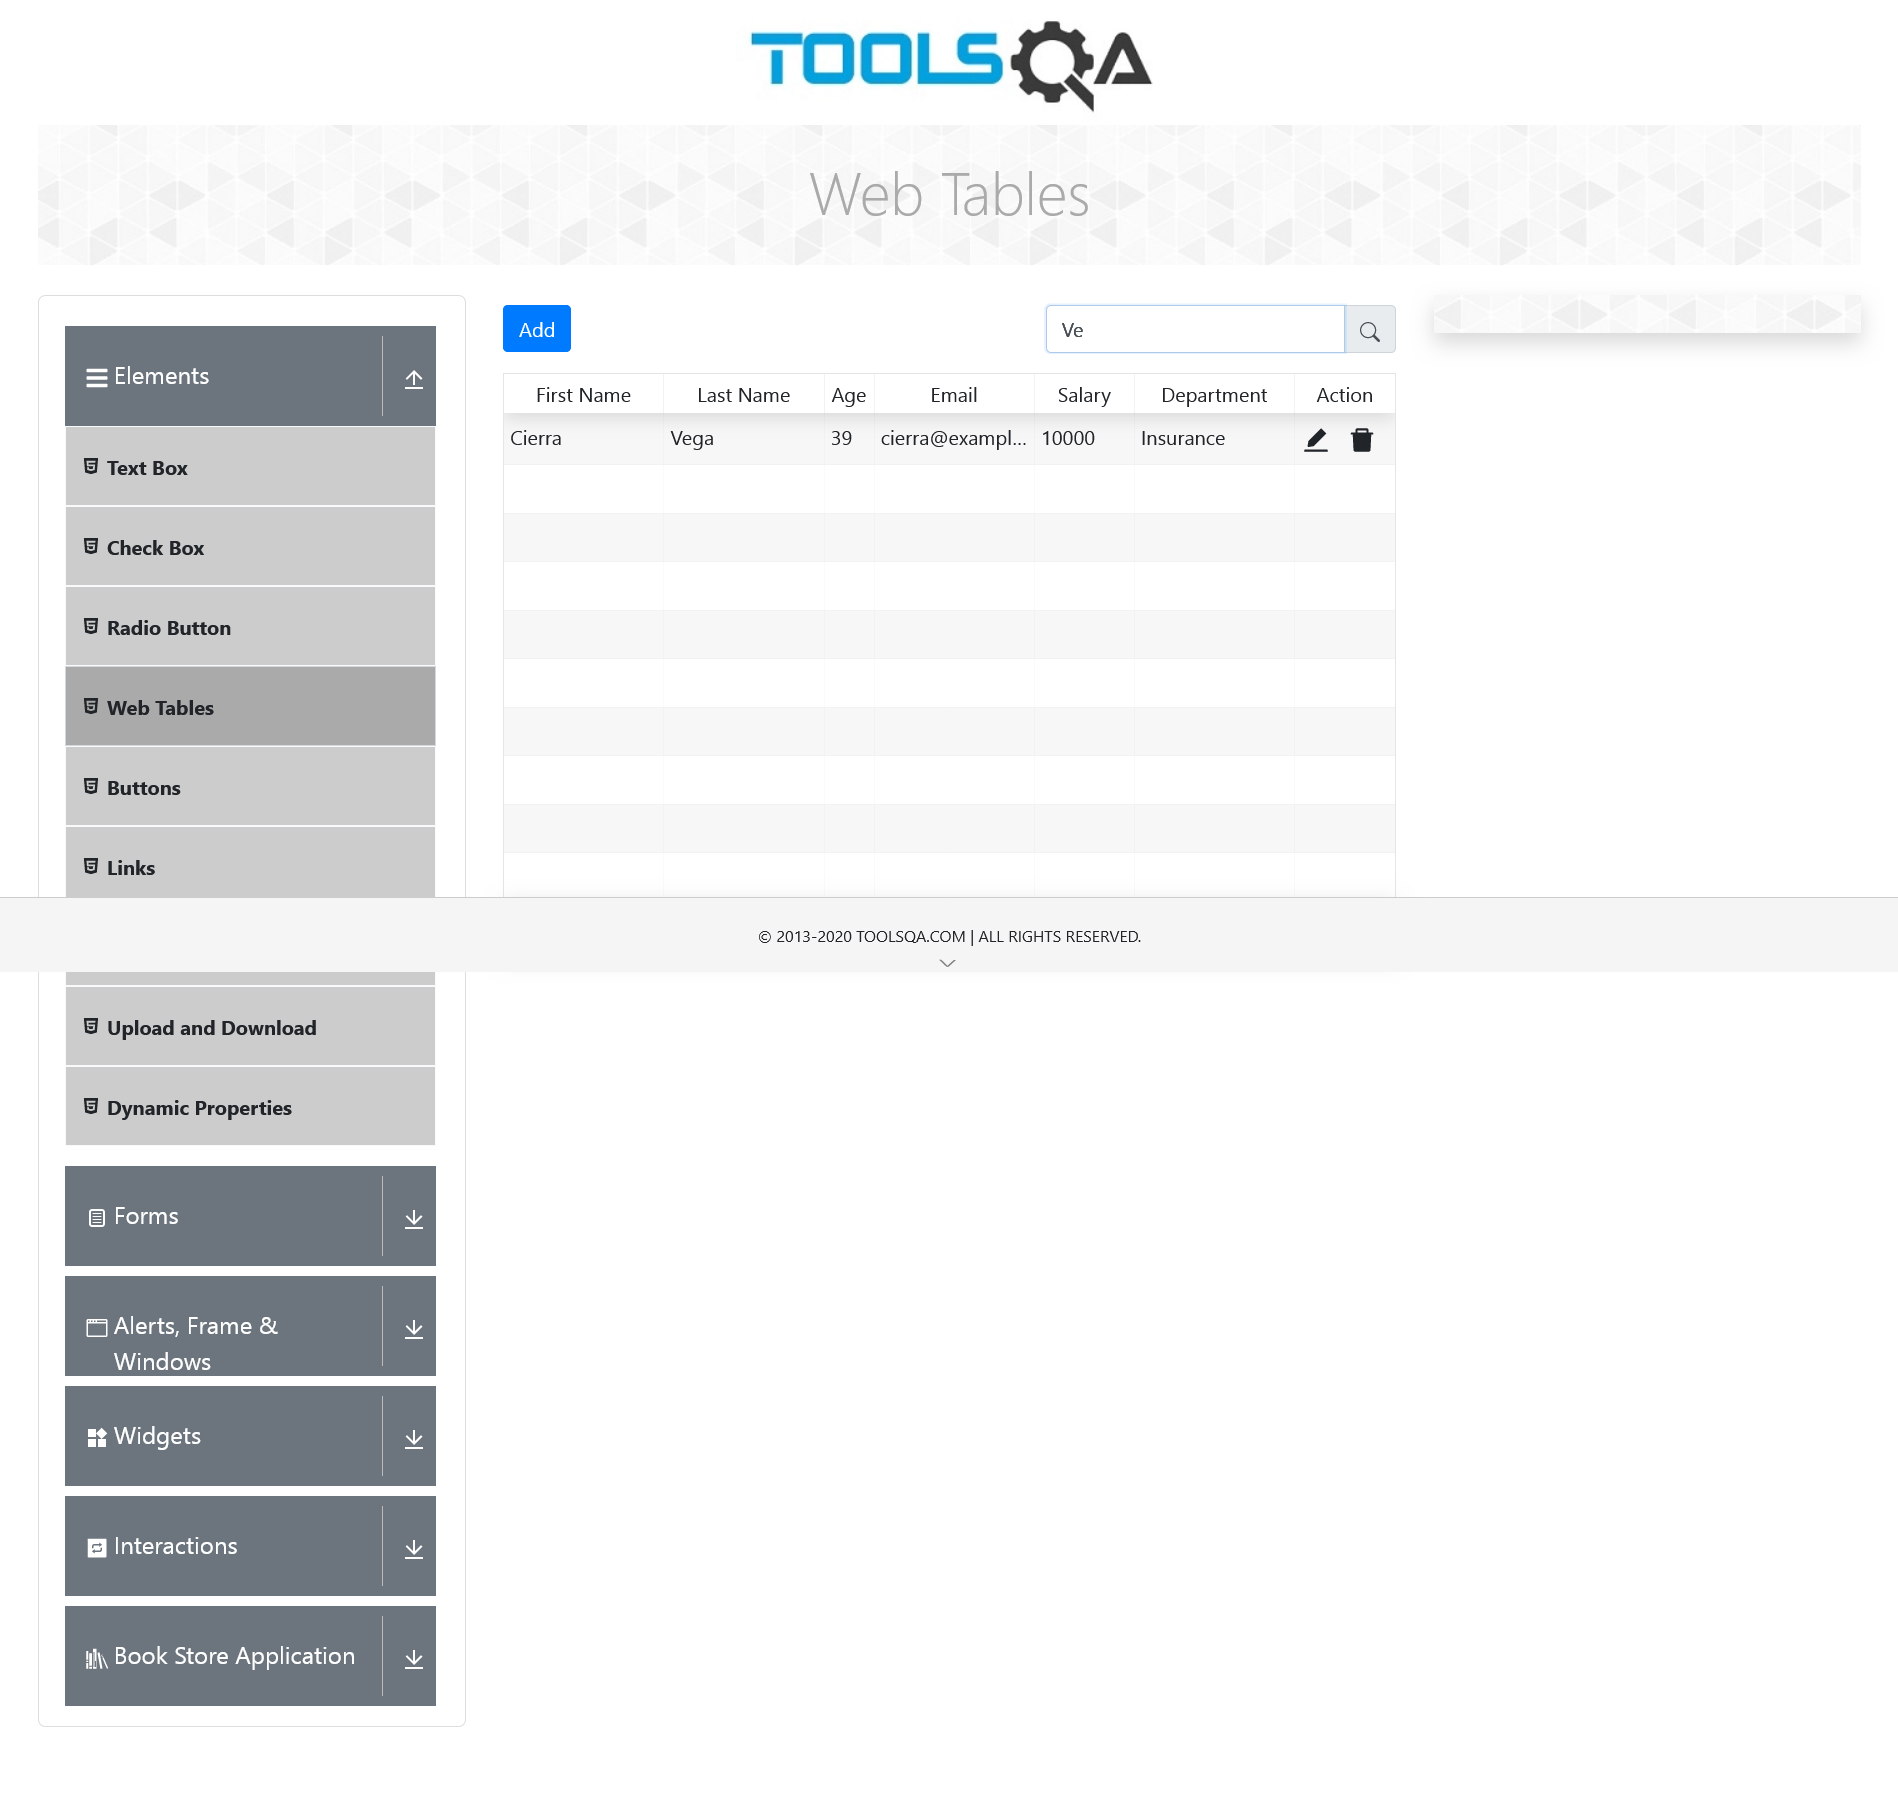 TOOLSQA
Web Tables
Elements
Text Box
Check Box
Radio Button
Web Tables
Buttons
Links
Add
Ve
First Name Last Name Age Email Salary Department Action
Cierra Vega 39 cierra@exampl... 10000 Insurance
© 2013-2020 TOOLSQA.COM | ALL RIGHTS RESERVED.
Upload and Download
Dynamic Properties
Forms
Alerts, Frame &
Windows
Widgets
Interactions
Book Store Application